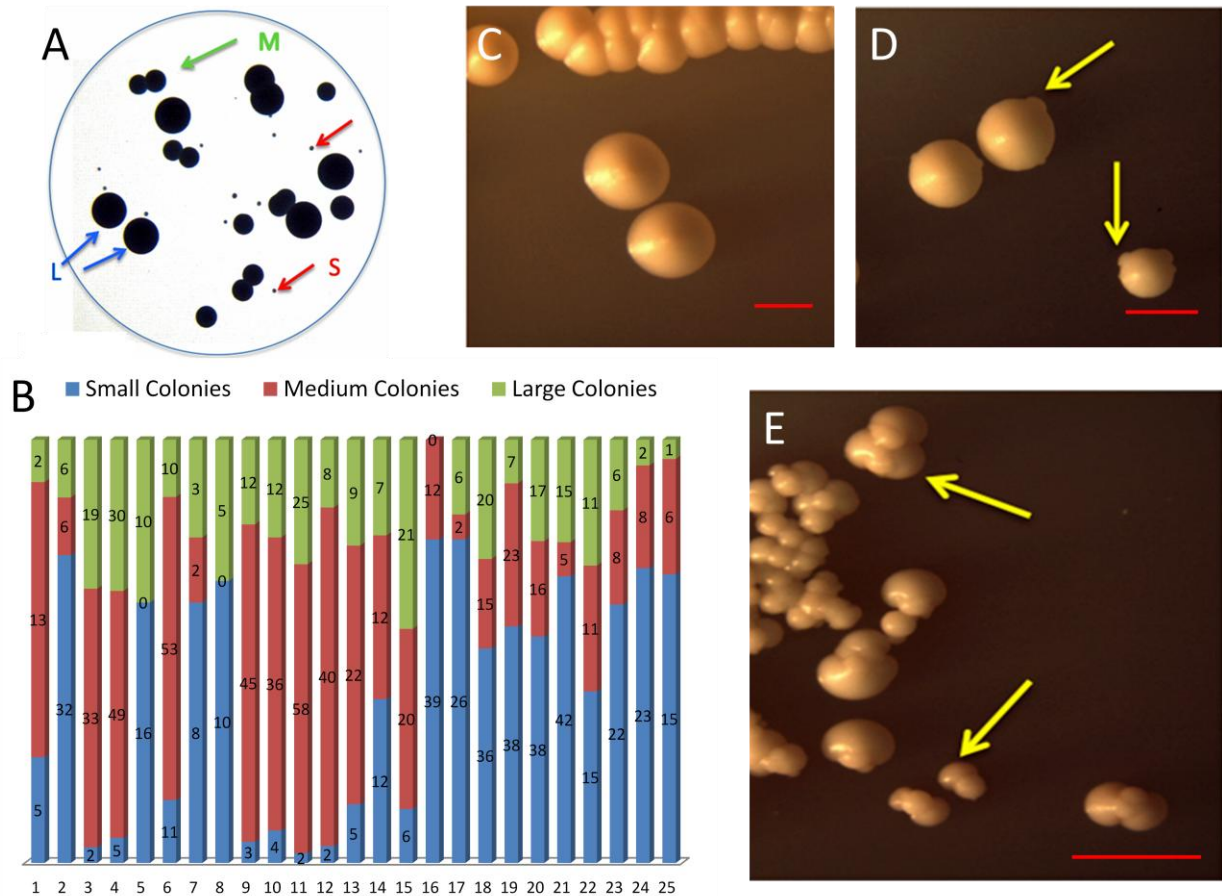 A
M
L
S
C
D
B
Small Colonies Medium Colonies Large Colonies
2 6 19 30 10 10 3 5 12 12 25 8 9 7 21 0 6 20 7 17 15 11 6 2 1
13 6 33 49 0 53 2 0 45 36 58 40 22 12 20 12 2 15 23 16 5 11 8 8 6
5 32 2 5 16 11 8 10 3 4 2 2 5 12 6 39 26 36 38 38 42 15 22 23 15
1 2 3 4 5 6 7 8 9 10 11 12 13 14 15 16 17 18 19 20 21 22 23 24 25
E